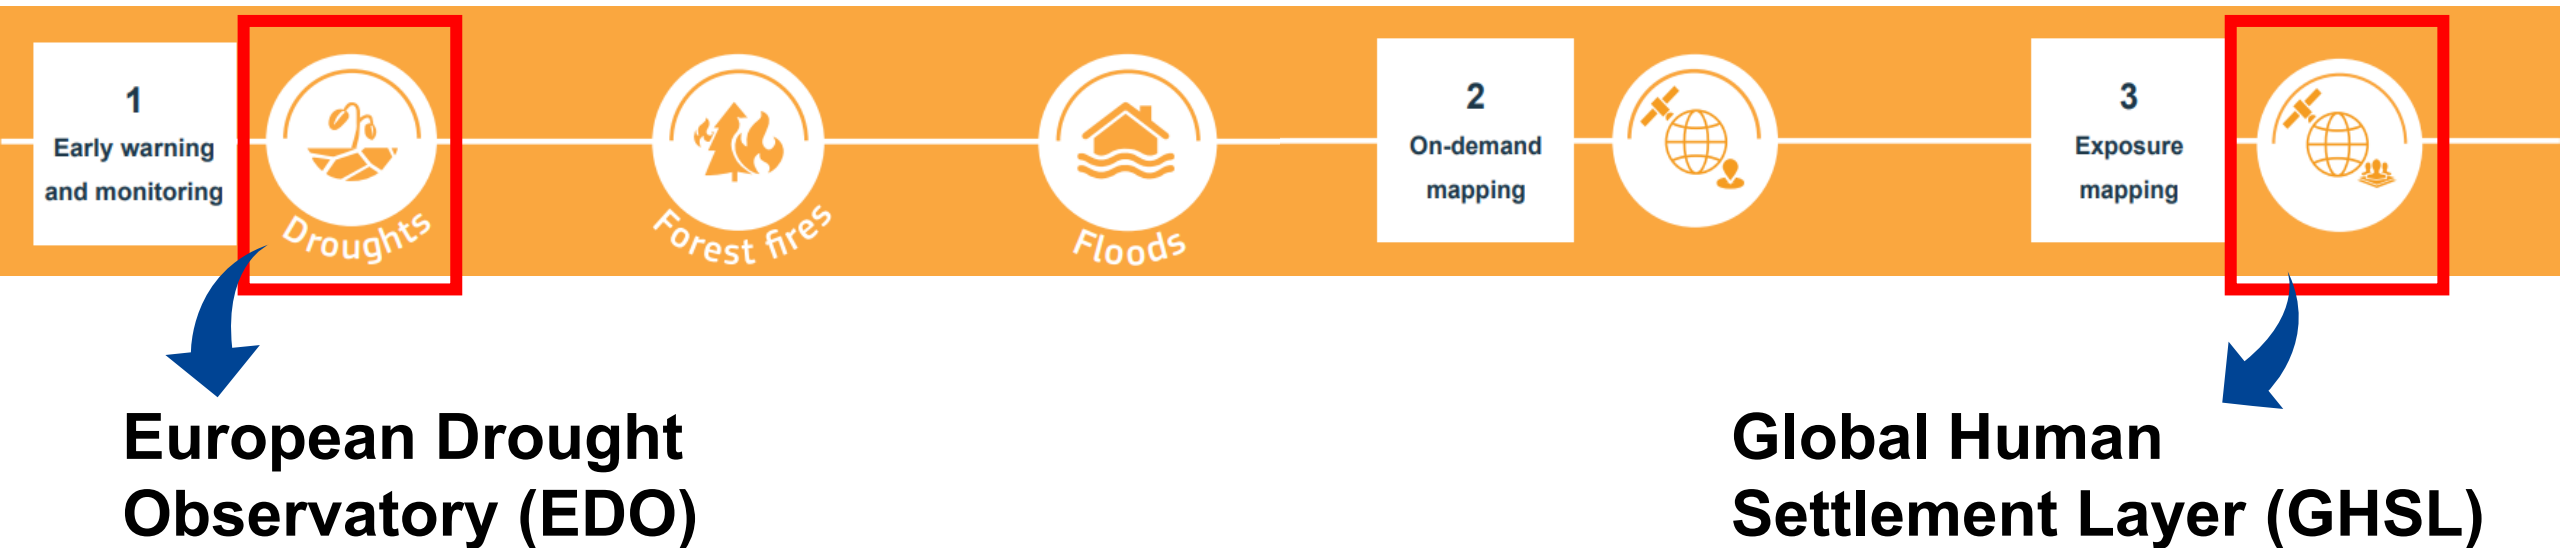 1
Early warning
and monitoring
Droughts
Forest fires
Floods
2
On-demand
mapping
3
Exposure
mapping
European Drought
Observatory (EDO)
Global Human
Settlement Layer (GHSL)